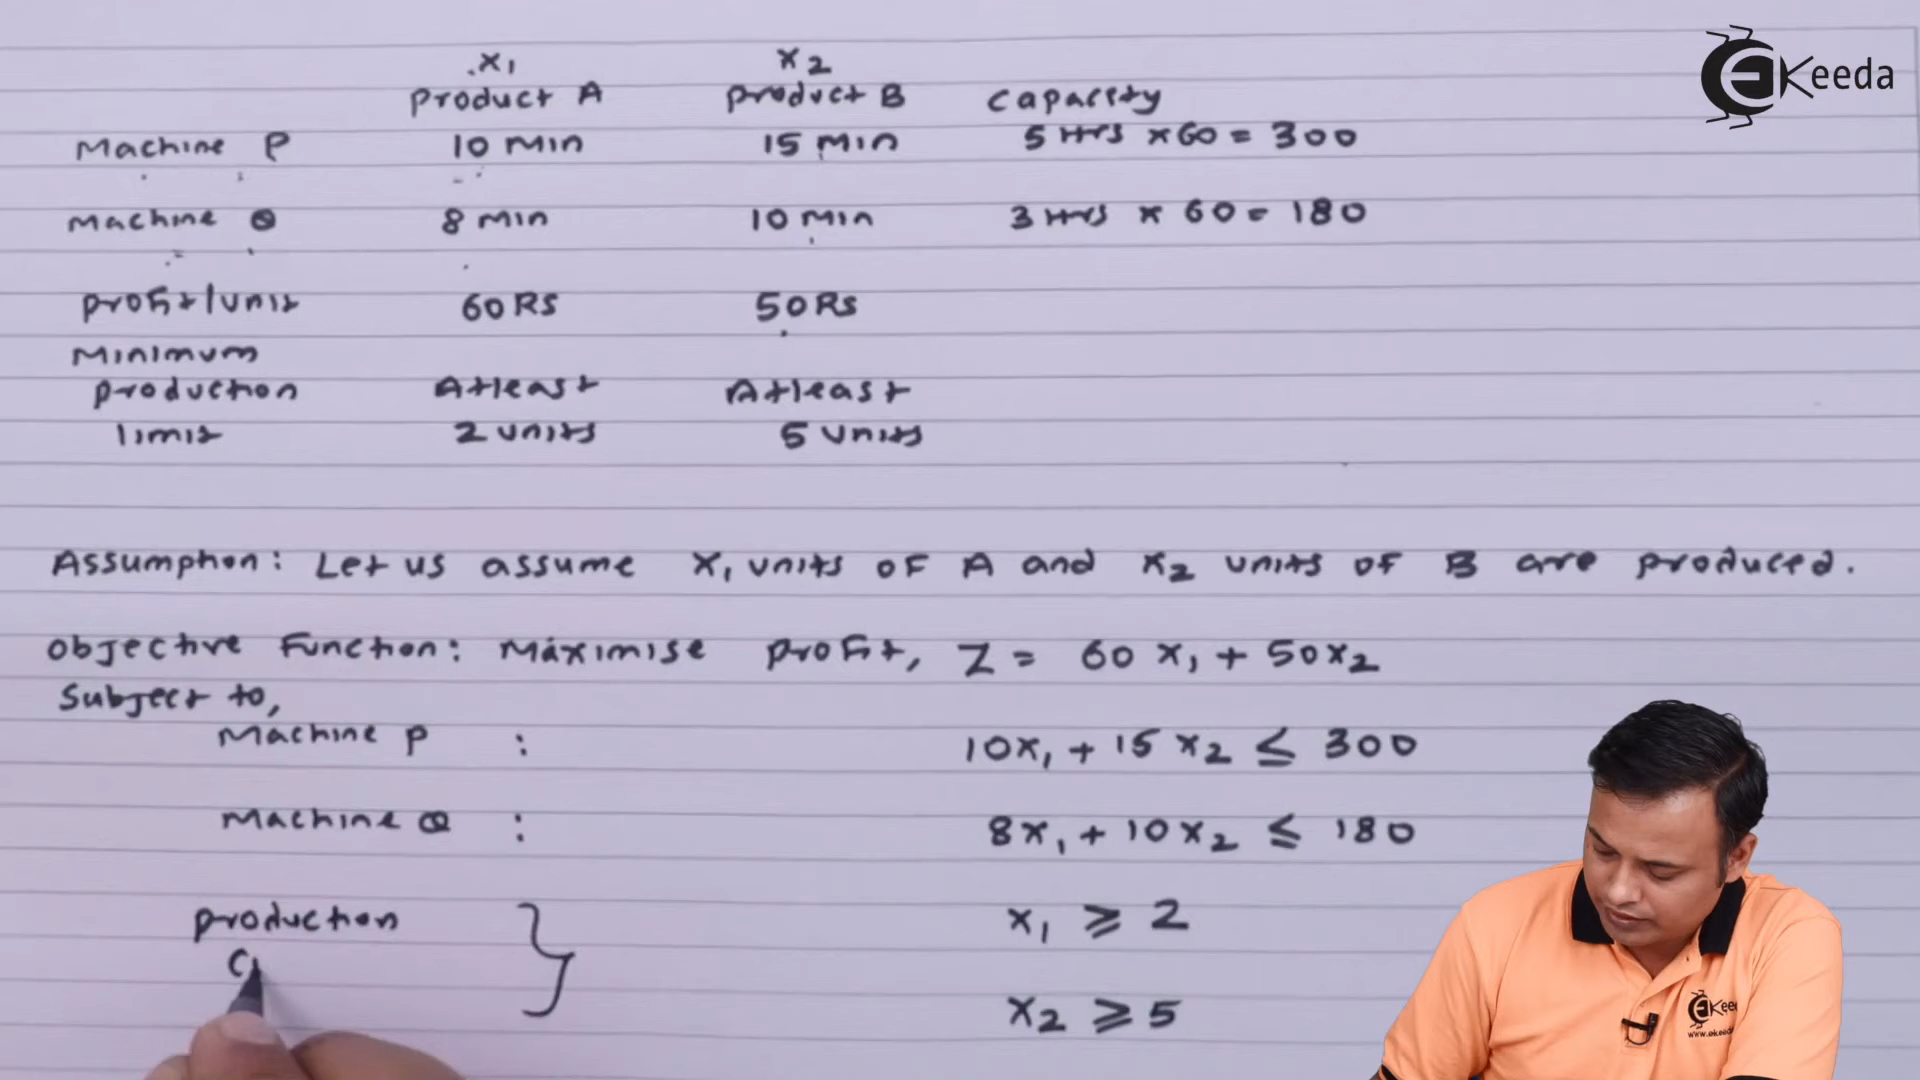 EKeeda
x1 x2
Product A Product B Capacity
Machine P 10 Min 15 Min 5 Hrs x60 = 300
Machine Q 8 Min 10 Min 3 Hrs x 60 = 180
Profit/Unit 60 Rs 50 Rs
Minimum
Production Atleast Atleast
limit 2 units 5 units
Assumption: Let us assume x1 units of A and x2 units of B are produced.
Objective Function: Maximise Profit, Z = 60 x1 + 50x2
Subject to,
Machine P : 10x1 + 15 x2 ≤ 300
Machine Q : 8x1 + 10x2 ≤ 180
Production } x1 ≥ 2
x2 ≥ 5